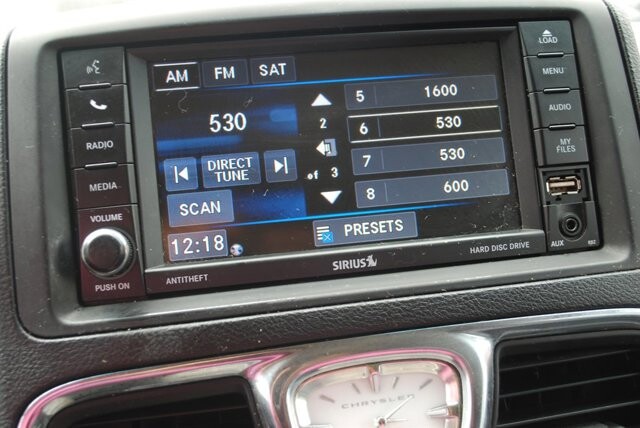 AM FM SAT
530
DIRECT
TUNE
SCAN
12:18
2
of 3
5 1600
6 530
7 530
8 600
PRESETS
RADIO
MEDIA
VOLUME
PUSH ON
ANTITHEFT
SIRIUS
HARD DISC DRIVE
LOAD
MENU
AUDIO
MY
FILES
AUX
CHRYSLER